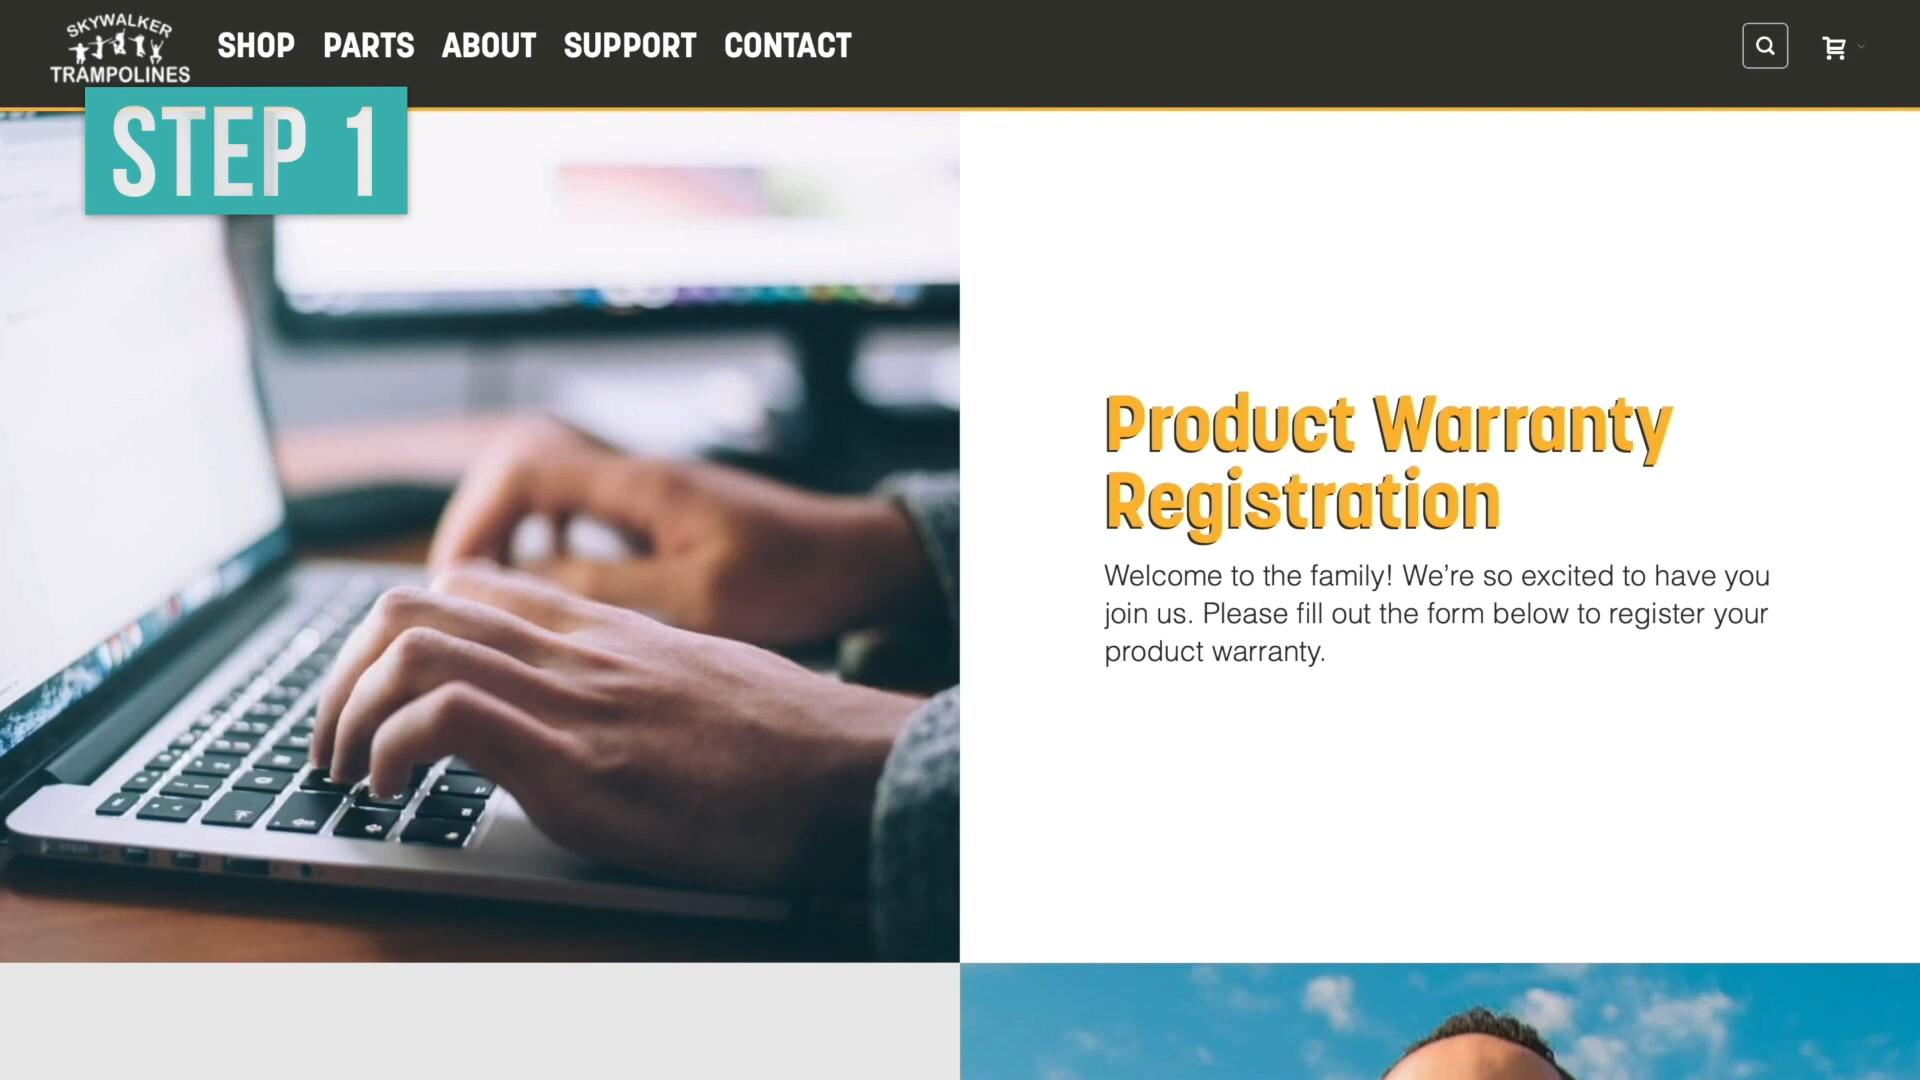 SKYWALKER
TRAMPOLINES
SHOP PARTS ABOUT SUPPORT CONTACT
STEP 1
Product Warranty
Registration
Welcome to the family! We’re so excited to have you
join us. Please fill out the form below to register your
product warranty.